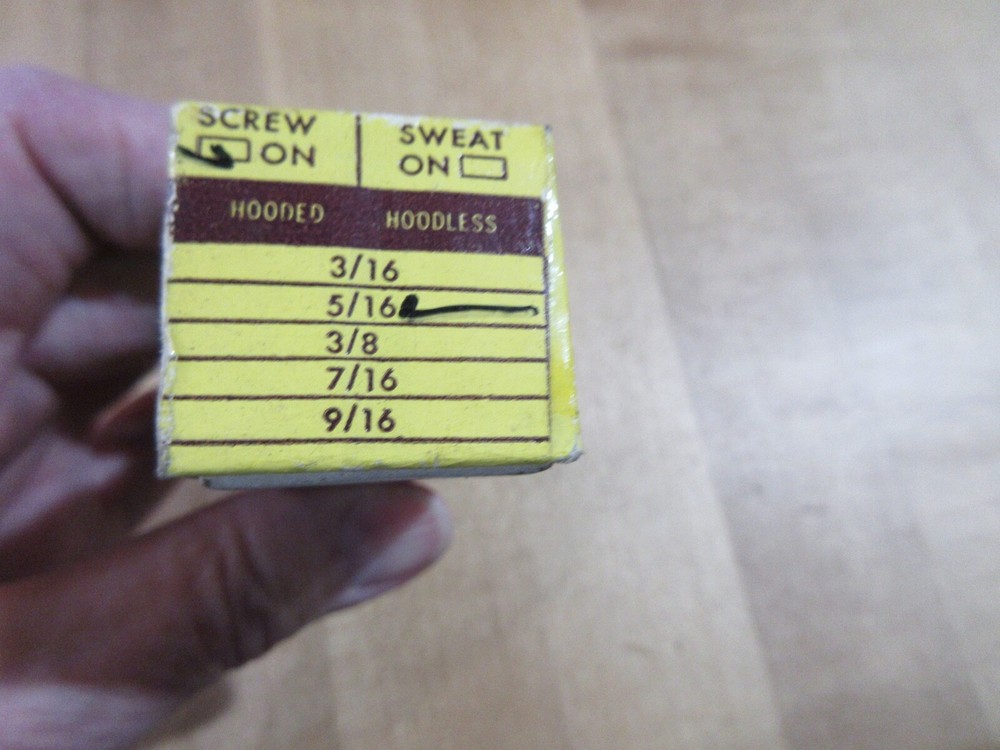 SCREW
ON
SWEAT
ON
HOODED HOODLESS
3/16
5/16
3/8
7/16
9/16